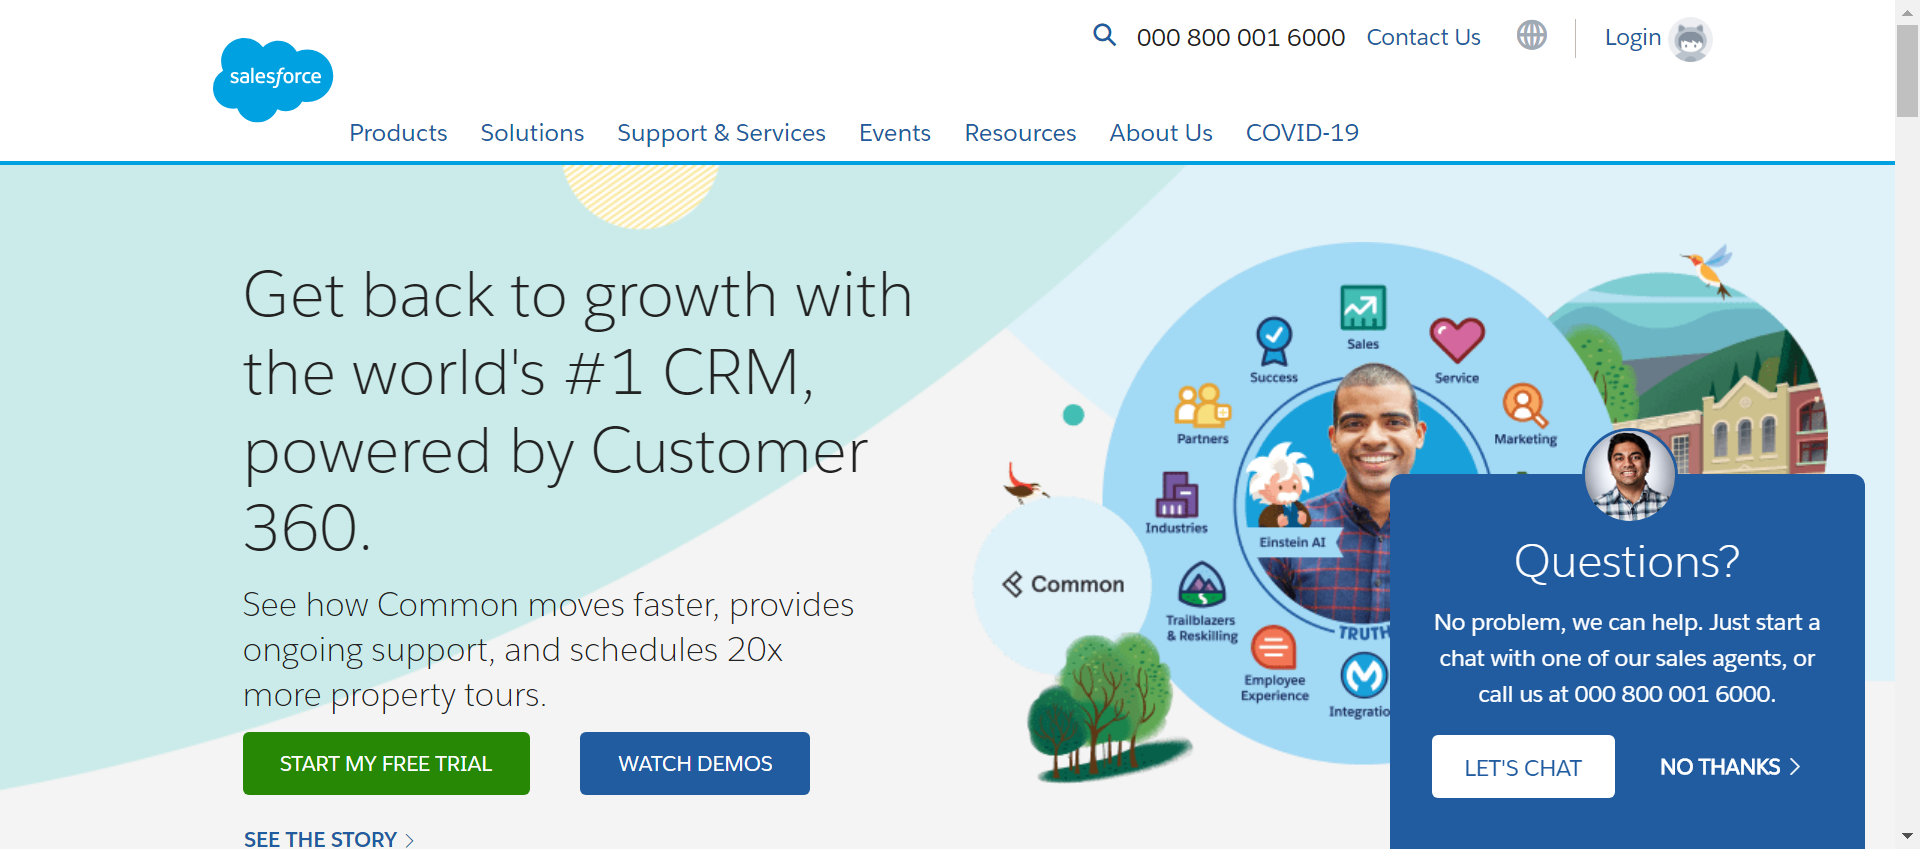 000 800 001 6000 Contact Us Login
salesforce
Products Solutions Support & Services Events Resources About Us COVID-19
Get back to growth with
the world's #1 CRM,
powered by Customer
360.
See how Common moves faster, provides
ongoing support, and schedules 20x
more property tours.
START MY FREE TRIAL
WATCH DEMOS
SEE THE STORY
Sales
Success
Service
Partners
Marketing
Industries
Einstein AI
Common
Trailblazers
& Reskilling
TRUTH
Employee
Experience
Questions?
No problem, we can help. Just start a
chat with one of our sales agents, or
call us at 000 800 001 6000.
LET'S CHAT
NO THANKS